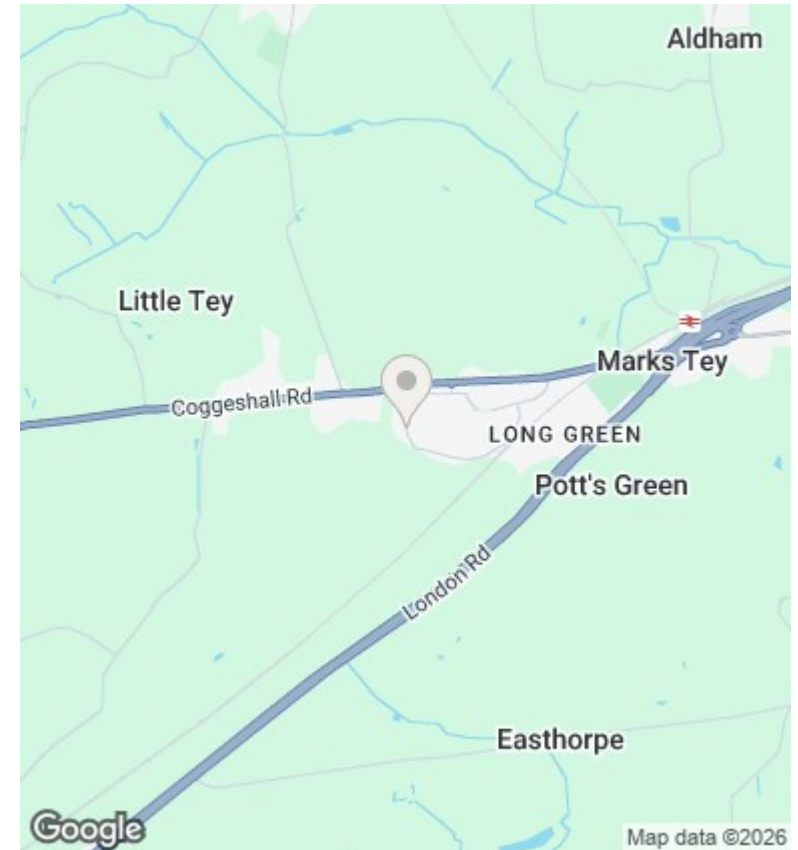 Aldham
Little Tey
Marks Tey
Coggeshall Rd
LONG GREEN
Pott's Green
London Rd
Easthorpe
Google
Map data ©2026